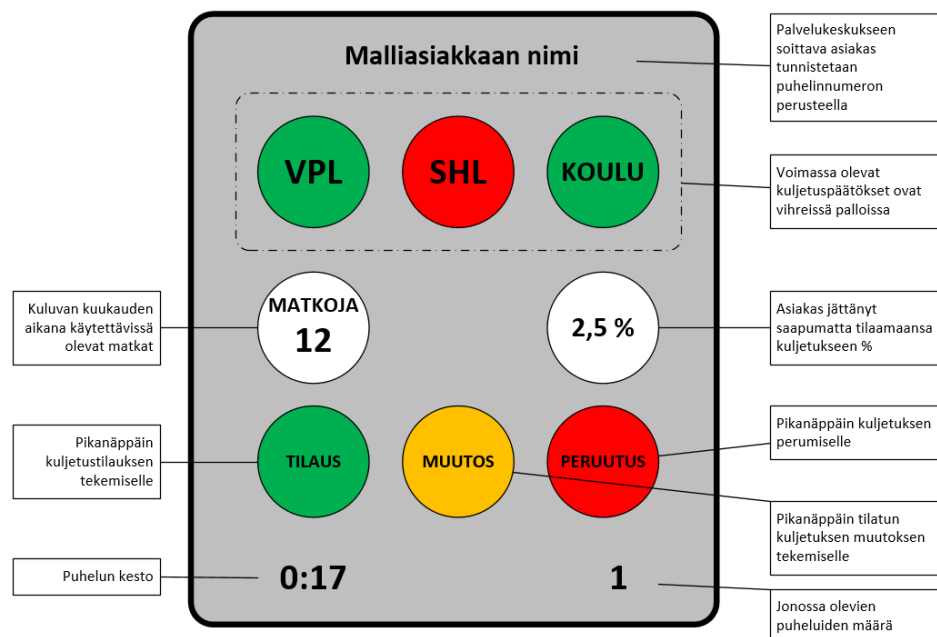 Malliasiakkaan nimi
Palvelukeskukseen
soittava asiakas
tunnistetaan
puhelinnumeron
perusteella
VPL
SHL
KOULU
Voimassa olevat
kuljetuspäätökset ovat
vihreissä palloissa
Kuluvan kuukauden
aikana käytettävissä
olevat matkat
MATKOJA
12
2,5 %
Asiakas jättänyt
saapumatta tilaamaansa
kuljetukseen %
Pikanäppäin
kuljetustilauksen
tekemiselle
TILAUS
MUUTOS
PERUUTUS
Pikanäppäin kuljetuksen
perumiselle
Pikanäppäin tilatun
kuljetuksen muutoksen
tekemiselle
Puhelun kesto
0:17
1
Jonossa olevien
puheluiden määrä